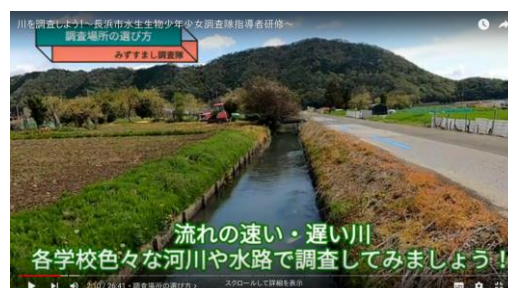 川を調査しよう!～長浜市水生生物少年少女調査隊指導者研修～
調査場所の選び方
みずすまし調査隊
流れの速い・遅い川
各学校色々な河川や水路で調査してみましょう！
2:10 / 26:41・調査場所の選び方 ›
スクロールして詳細を表示